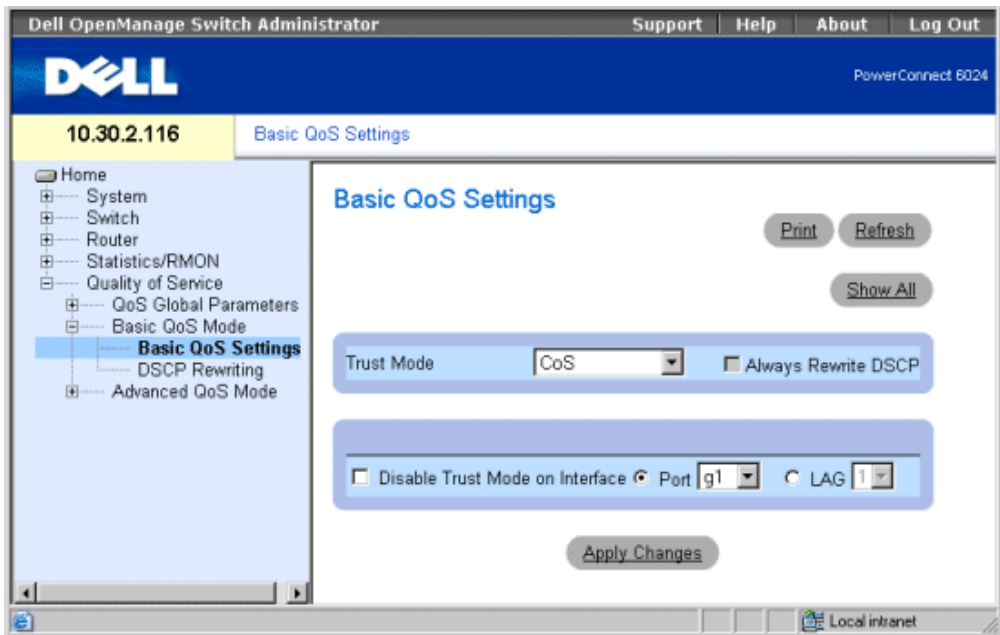 Dell OpenManage Switch Administrator Support Help About Log Out
DELL
PowerConnect 6024
10.30.2.116 Basic QoS Settings
Home
System
Switch
Router
Statistics/RMON
Quality of Service
QoS Global Parameters
Basic QoS Mode
Basic QoS Settings
DSCP Rewriting
Advanced QoS Mode
Basic QoS Settings
Print Refresh
Show All
Trust Mode CoS Always Rewrite DSCP
Disable Trust Mode on Interface Port g1 LAG 1
Apply Changes
Local intranet